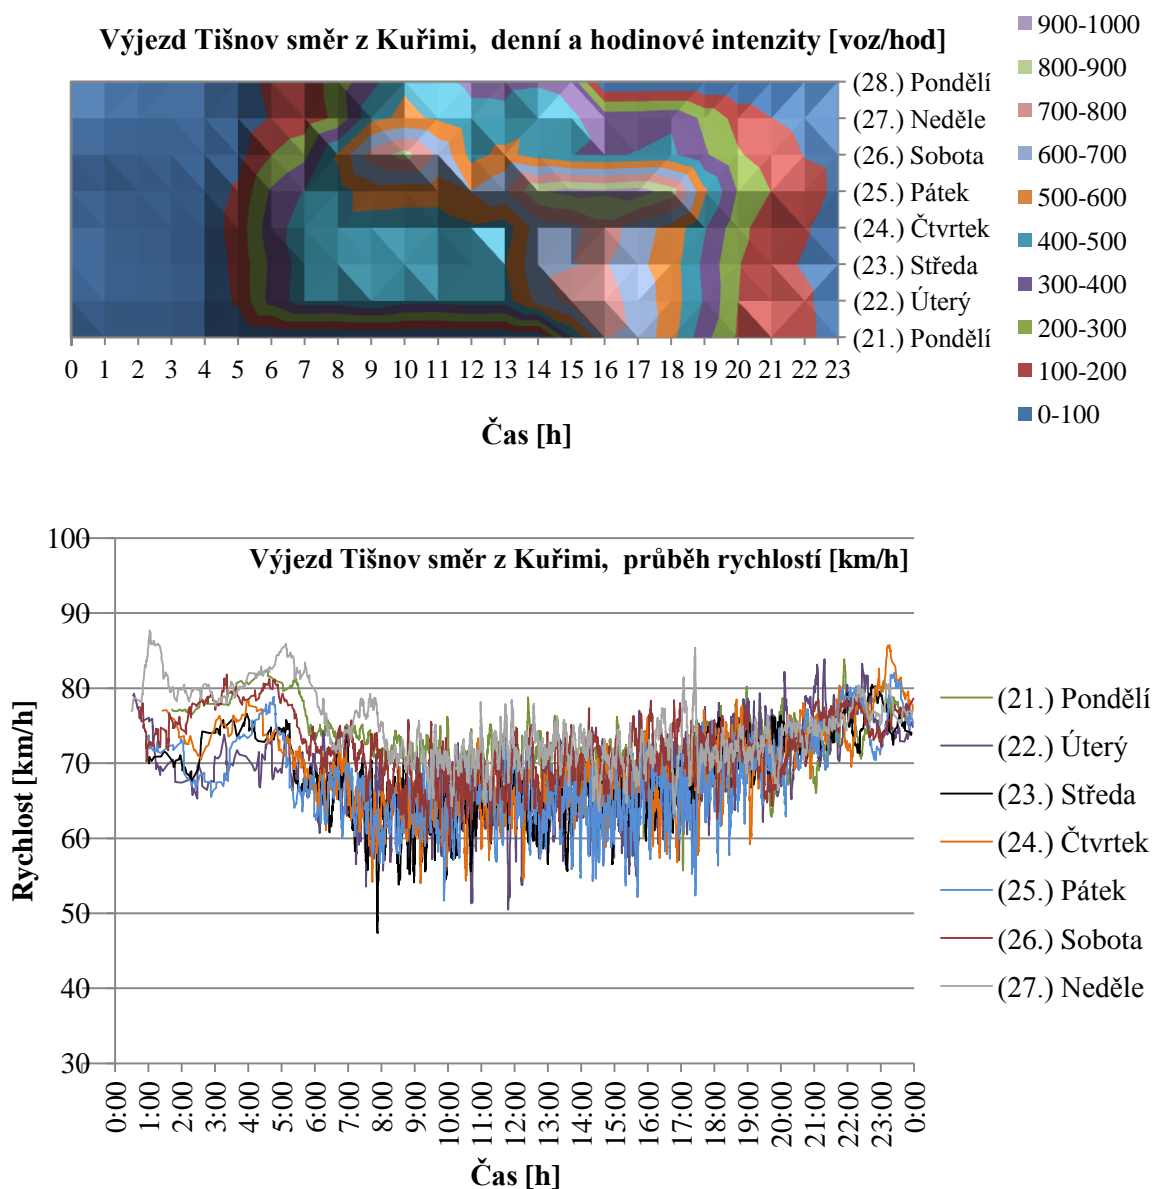 Výjezd Tišnov směr z Kuřimi, denní a hodinové intenzity [voz/hod]
900-1000
800-900
700-800
600-700
500-600
400-500
300-400
200-300
100-200
0-100
(28.) Pondělí
(27.) Neděle
(26.) Sobota
(25.) Pátek
(24.) Čtvrtek
(23.) Středa
(22.) Úterý
(21.) Pondělí
0 1 2 3 4 5 6 7 8 9 10 11 12 13 14 15 16 17 18 19 20 21 22 23
Čas [h]
Výjezd Tišnov směr z Kuřimi, průběh rychlostí [km/h]
Rychlost [km/h]
100
90
80
70
60
50
40
30
0:00 1:00 2:00 3:00 4:00 5:00 6:00 7:00 8:00 9:00 10:00 11:00 12:00 13:00 14:00 15:00 16:00 17:00 18:00 19:00 20:00 21:00 22:00 23:00 0:00
Čas [h]
(21.) Pondělí
(22.) Úterý
(23.) Středa
(24.) Čtvrtek
(25.) Pátek
(26.) Sobota
(27.) Neděle